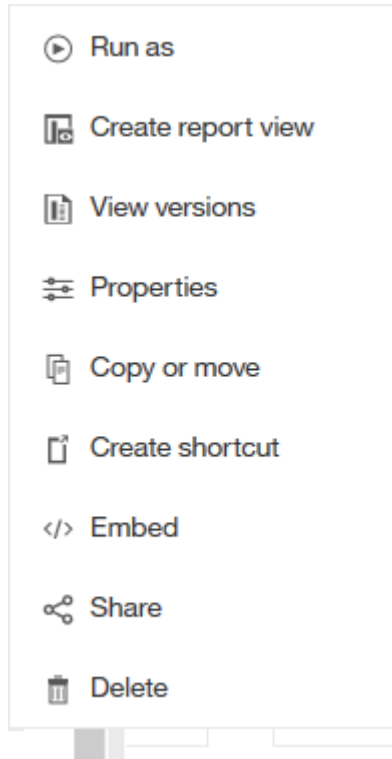 Run as
Create report view
View versions
Properties
Copy or move
Create shortcut
Embed
Share
Delete